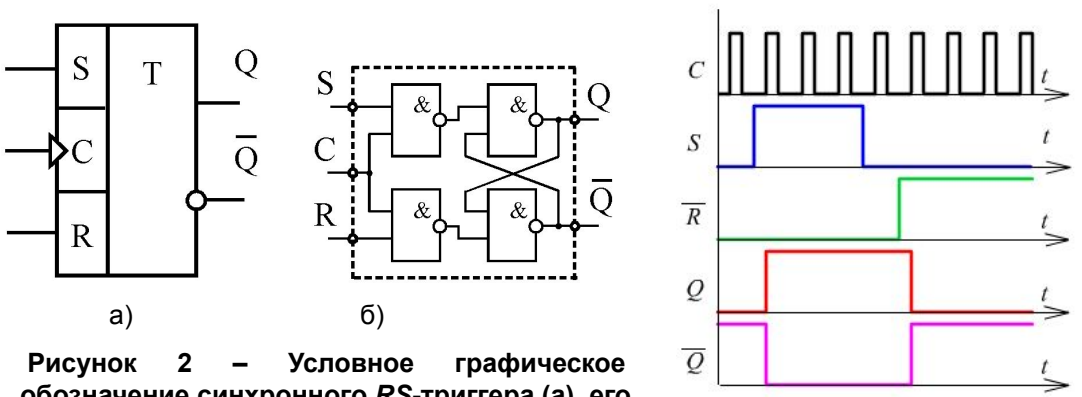 S T Q
C Q̅
R
а)
S & & Q
C
R & & Q̅
б)
C t
S t
R̅ t
Q t
Q̅ t
Рисунок 2 – Условное графическое
обозначение синхронного RS-триггера (а), его